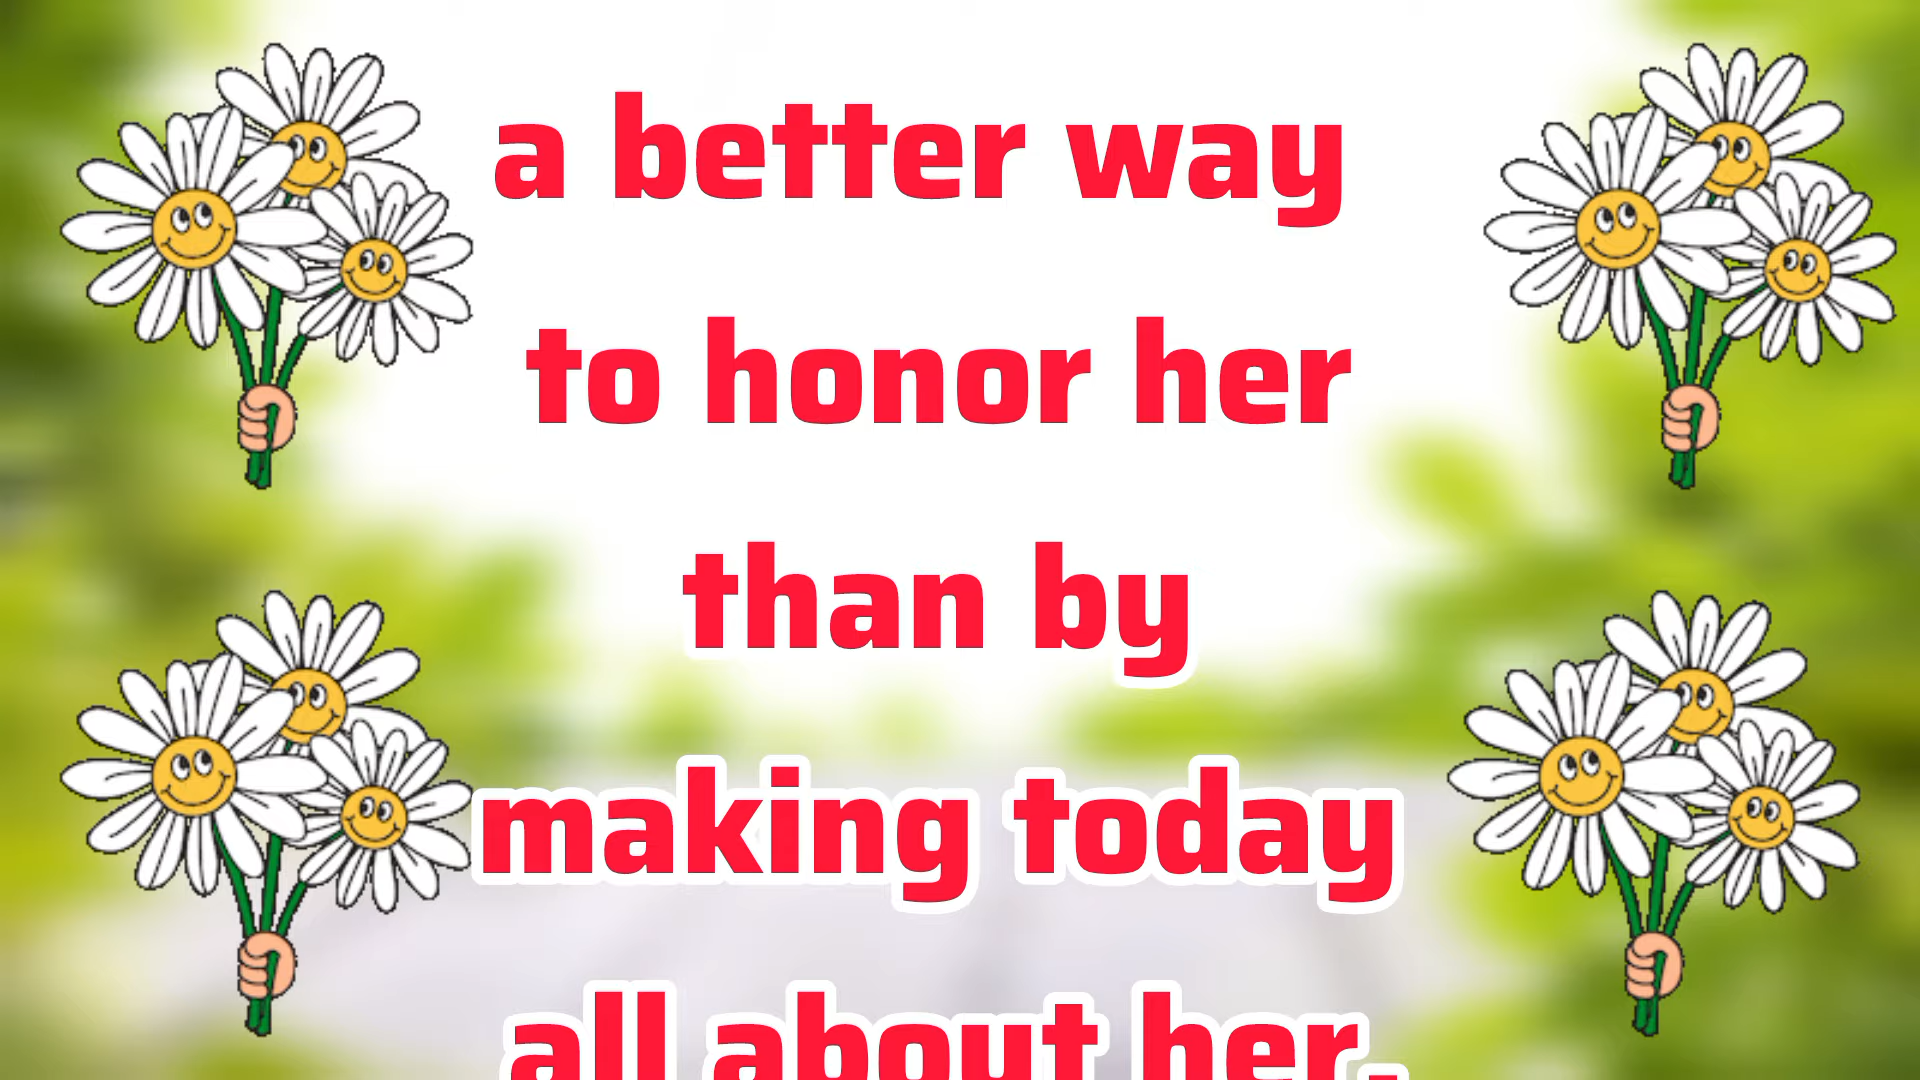 a better way
to honor her
than by
making today
all about her.